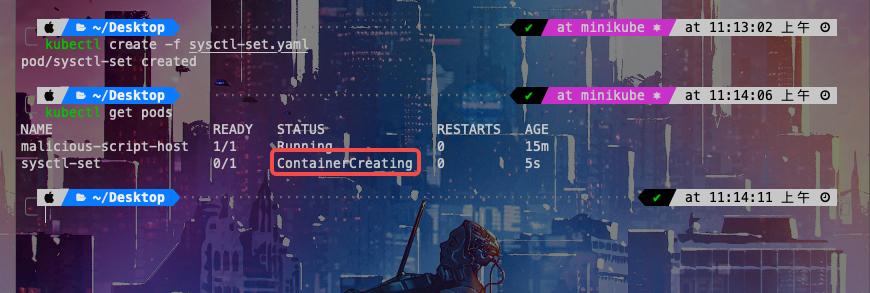 ~/Desktop ✔ at minikube ⎈ at 11:13:02 上午
kubectl create -f sysctl-set.yaml
pod/sysctl-set created
~/Desktop ✔ at minikube ⎈ at 11:14:06 上午
kubectl get pods
NAME READY STATUS RESTARTS AGE
malicious-script-host 1/1 Running 0 15m
sysctl-set 0/1 ContainerCreating 0 5s
~/Desktop ✔ at 11:14:11 上午